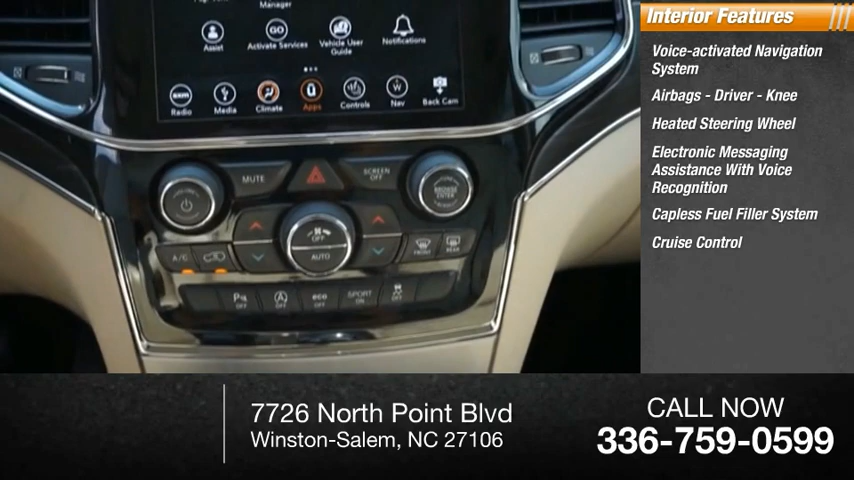 Manager
Assist
GO
Activate Services
Vehicle User
Guide
Notifications
Radio
Media
Climate
Apps
Controls
Nav
Back Cam
MUTE
SCREEN
OFF
BROWSE
ENTER
OFF
AUTO
A/C
FRONT
REAR
OFF
OFF
eco
OFF
SPORT
ON
OFF
Interior Features
Voice-activated Navigation
System
Airbags - Driver - Knee
Heated Steering Wheel
Electronic Messaging
Assistance With Voice
Recognition
Capless Fuel Filler System
Cruise Control
7726 North Point Blvd
Winston-Salem, NC 27106
CALL NOW
336-759-0599